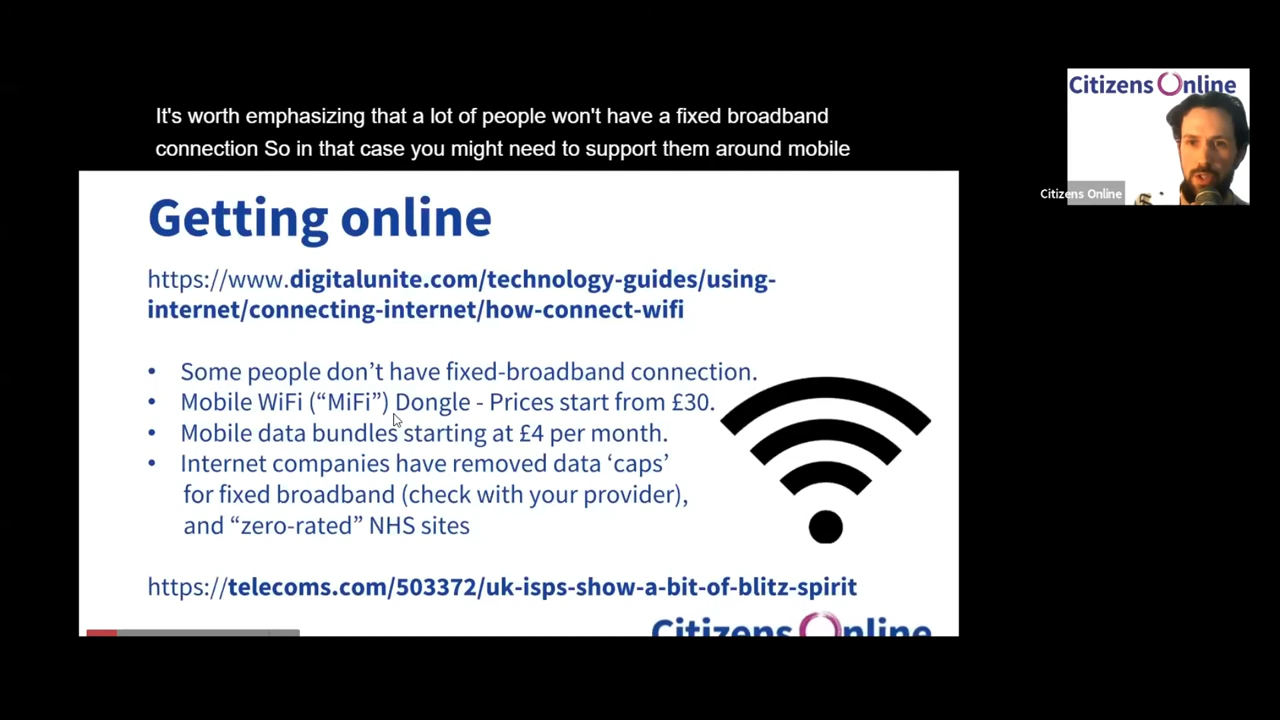 It's worth emphasizing that a lot of people won't have a fixed broadband
connection So in that case you might need to support them around mobile
Citizens Online
Citizens Online
Getting online
https://www.digitalunite.com/technology-guides/using-
internet/connecting-internet/how-connect-wifi
• Some people don't have fixed-broadband connection.
• Mobile WiFi (“MiFi”) Dongle - Prices start from £30.
• Mobile data bundles starting at £4 per month.
• Internet companies have removed data ‘caps’
for fixed broadband (check with your provider),
and “zero-rated” NHS sites
https://telecoms.com/503372/uk-isps-show-a-bit-of-blitz-spirit
Citizens Online